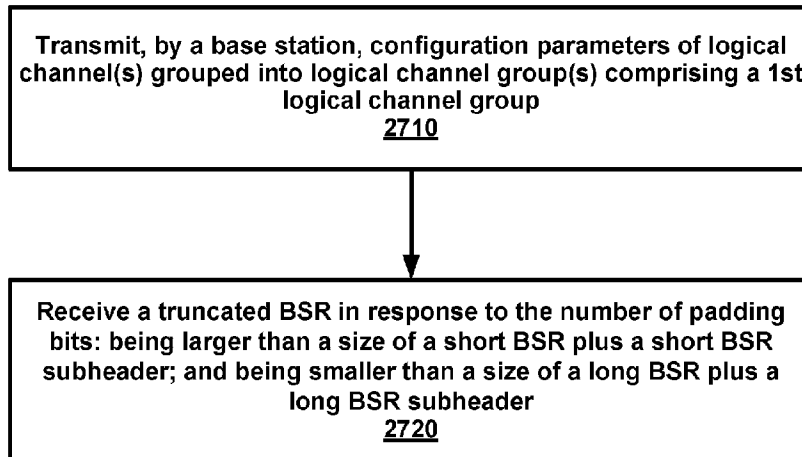 Transmit, by a base station, configuration parameters of logical
channel(s) grouped into logical channel group(s) comprising a 1st
logical channel group
2710
Receive a truncated BSR in response to the number of padding
bits: being larger than a size of a short BSR plus a short BSR
subheader; and being smaller than a size of a long BSR plus a
long BSR subheader
2720